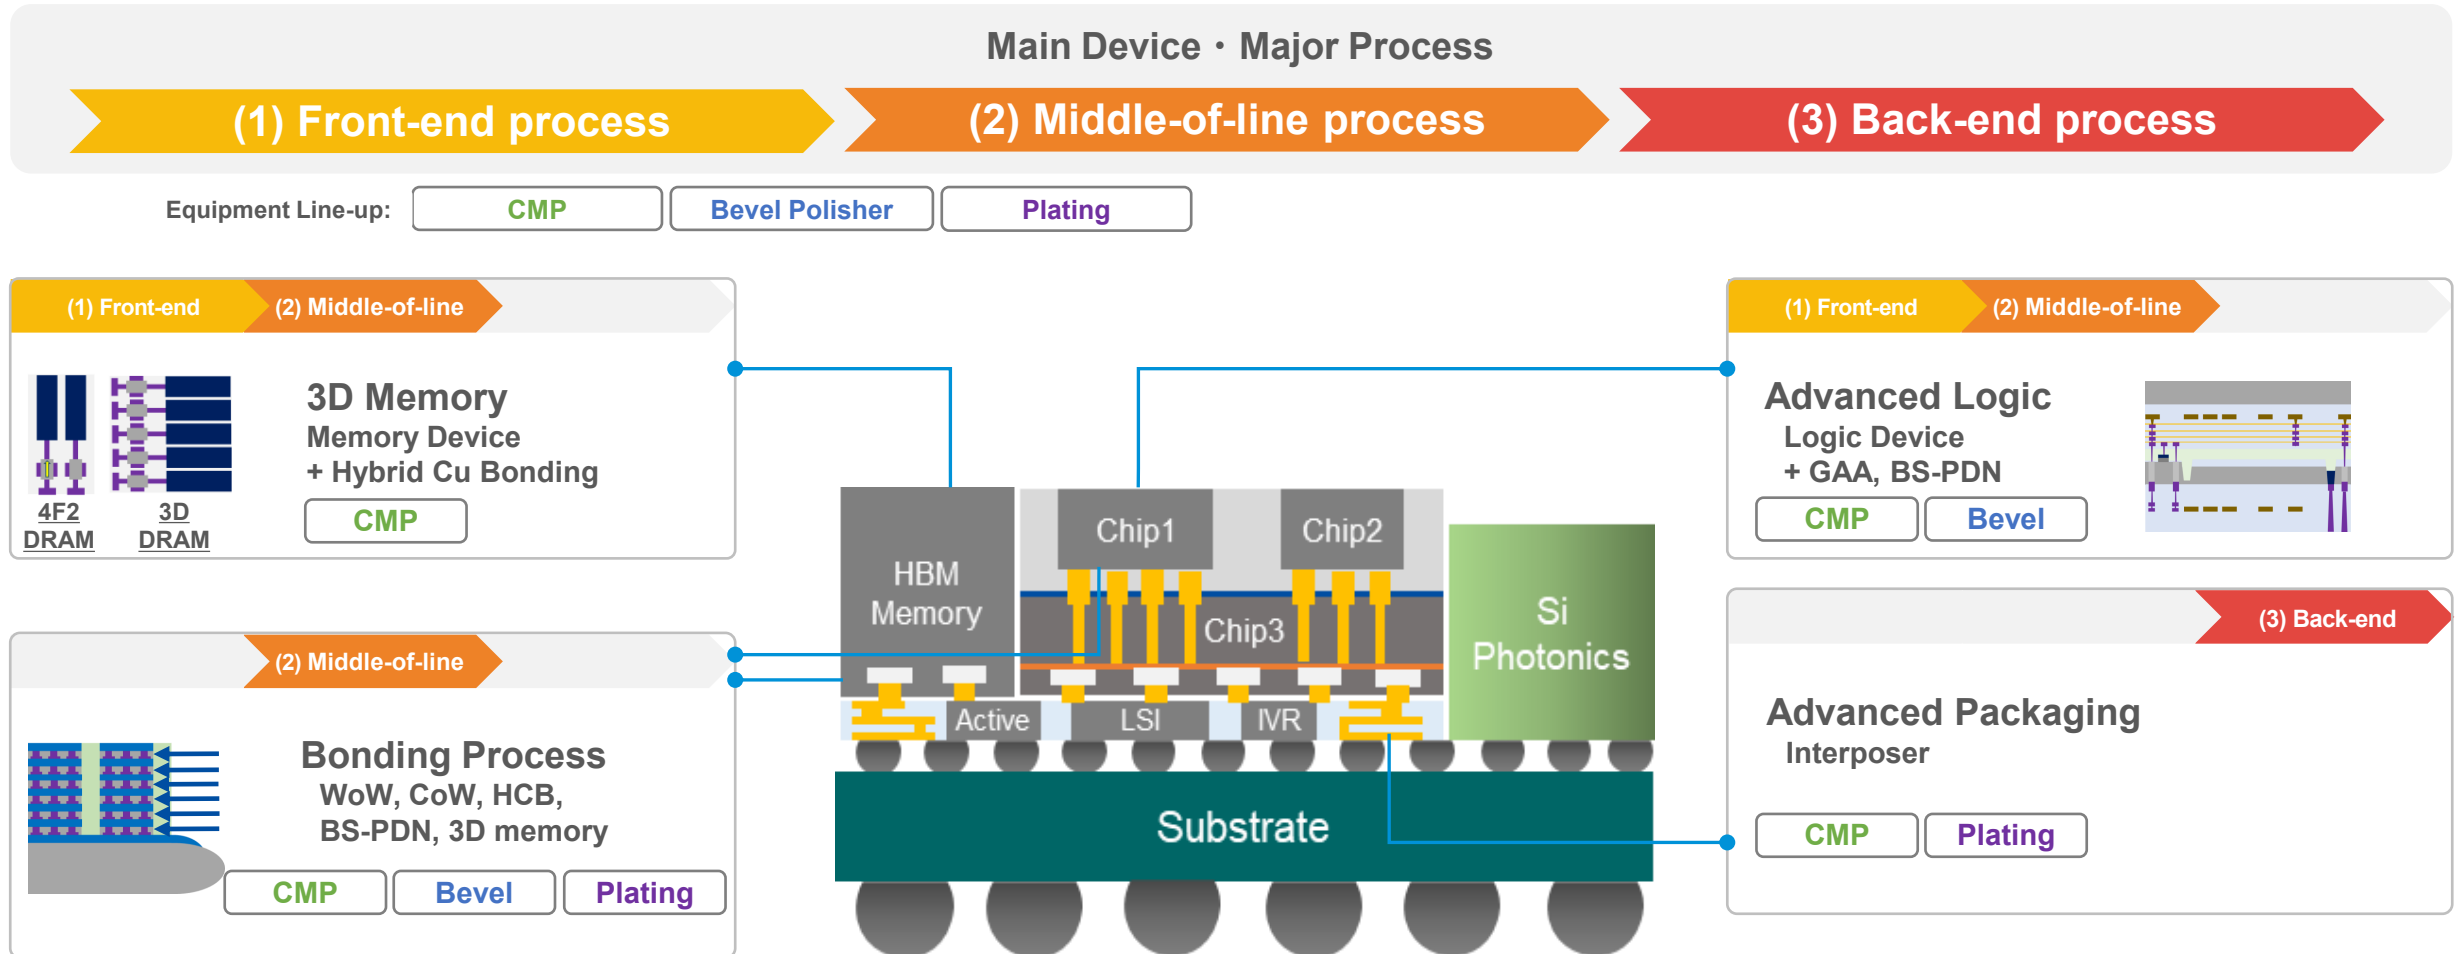 Main Device・Major Process
(1) Front-end process
(2) Middle-of-line process
(3) Back-end process
Equipment Line-up:
CMP
Bevel Polisher
Plating
(1) Front-end
(2) Middle-of-line
3D Memory
Memory Device
+ Hybrid Cu Bonding
CMP
4F2
DRAM
3D
DRAM
(2) Middle-of-line
Bonding Process
WoW, CoW, HCB,
BS-PDN, 3D memory
CMP
Bevel
Plating
HBM
Memory
Chip1
Chip2
Chip3
Si
Photonics
Active
LSI
IVR
Substrate
(1) Front-end
(2) Middle-of-line
Advanced Logic
Logic Device
+ GAA, BS-PDN
CMP
Bevel
(3) Back-end
Advanced Packaging
Interposer
CMP
Plating